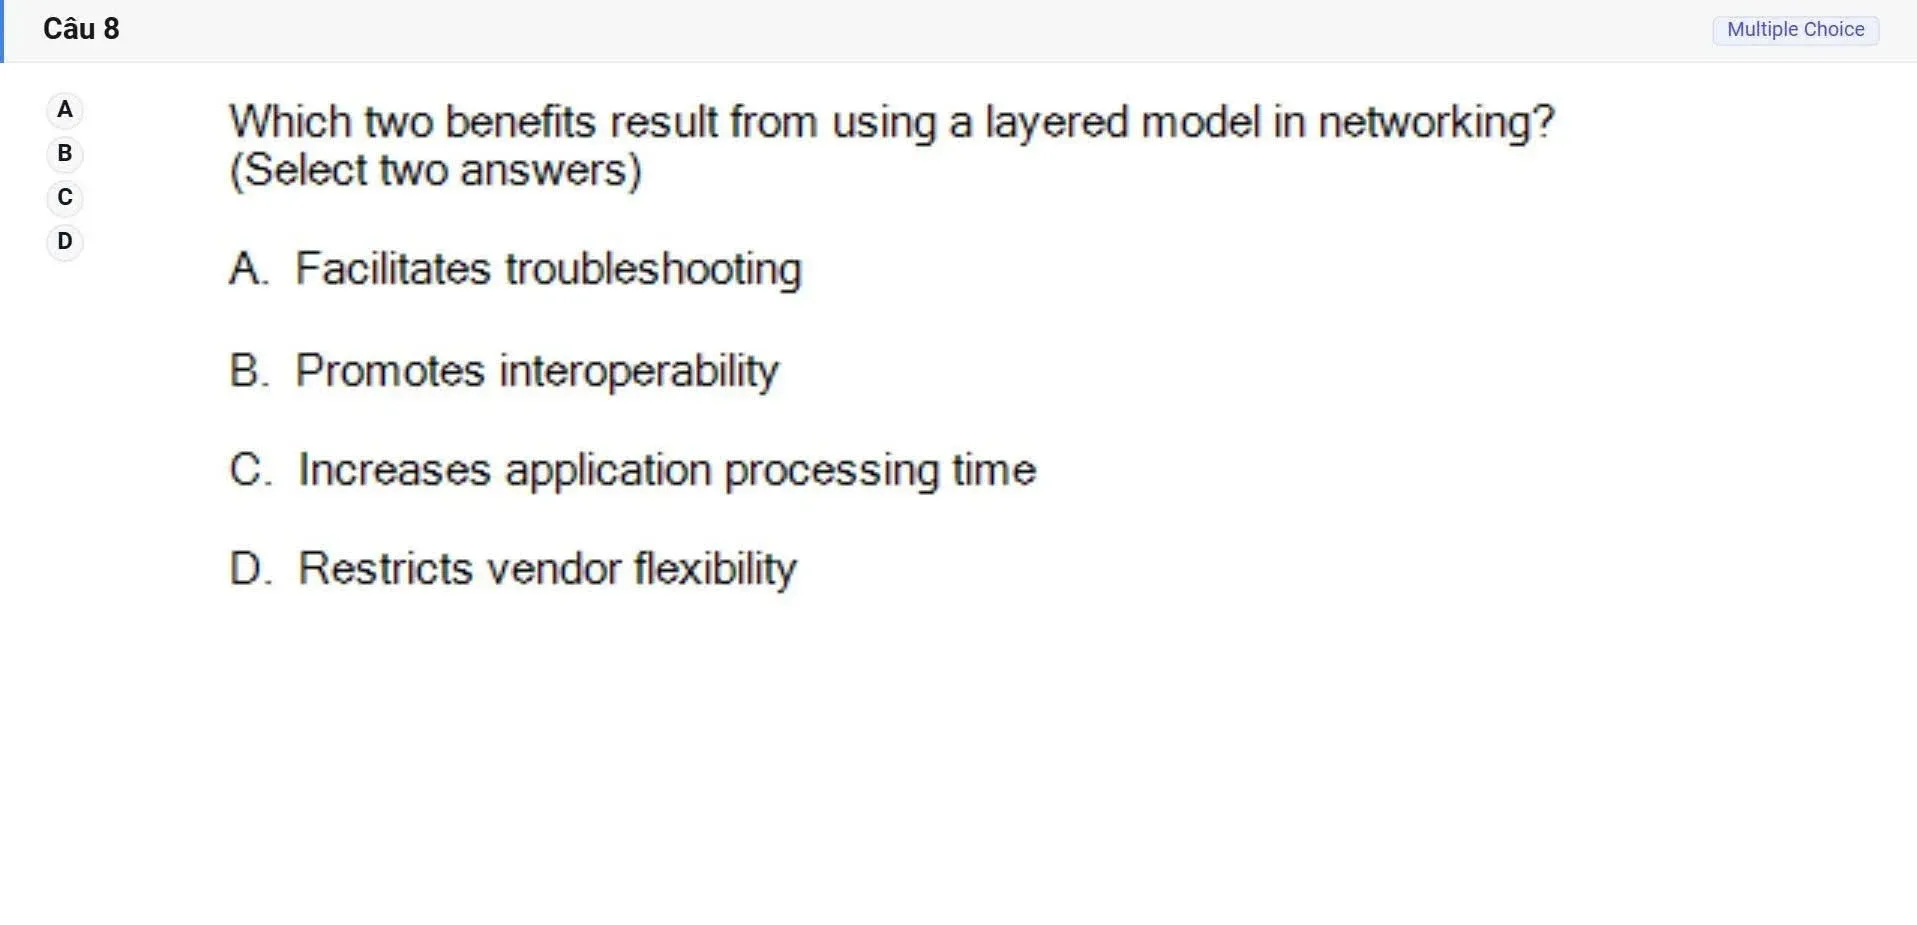 Câu 8
Multiple Choice
A
B
C
D
Which two benefits result from using a layered model in networking?
(Select two answers)
A. Facilitates troubleshooting
B. Promotes interoperability
C. Increases application processing time
D. Restricts vendor flexibility